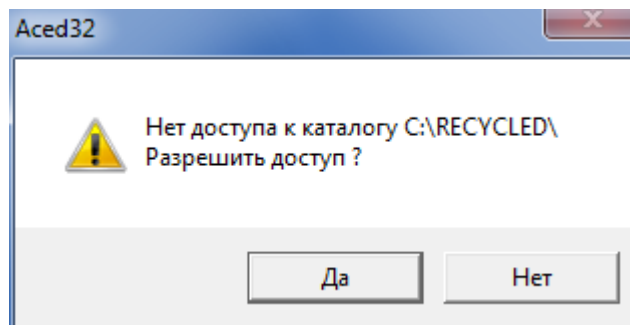 Aced32
Нет доступа к каталогу C:\RECYCLED\
Разрешить доступ ?
Да
Нет